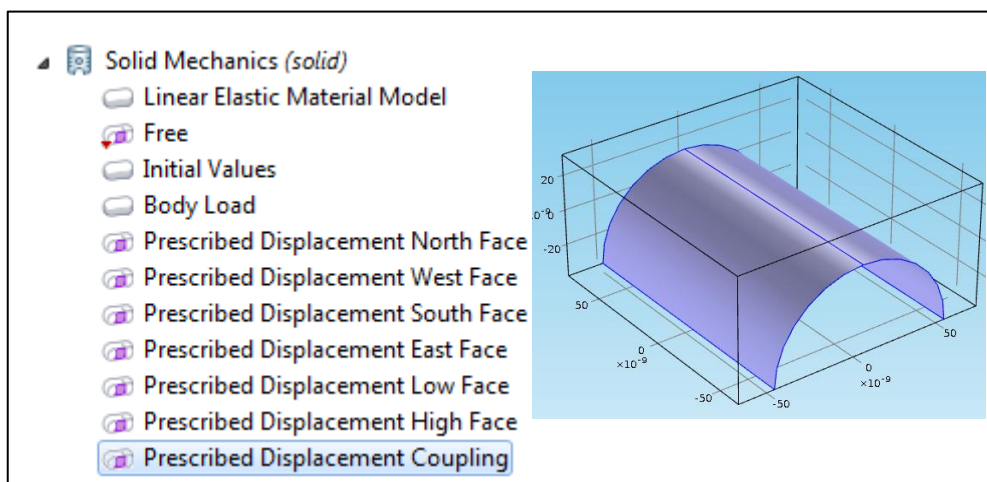 Solid Mechanics (solid)
Linear Elastic Material Model
Free
Initial Values
Body Load
Prescribed Displacement North Face
Prescribed Displacement West Face
Prescribed Displacement South Face
Prescribed Displacement East Face
Prescribed Displacement Low Face
Prescribed Displacement High Face
Prescribed Displacement Coupling
20
0
-20
50
0
×10⁻⁹
-50
-50
0
×10⁻⁹
50